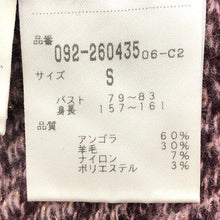 品番
092-26043506-C2
サイズ
S
バスト 79~83
身長 157~161
品質
アンゴラ 60%
羊毛 30%
ナイロン 7%
ポリエステル 3%